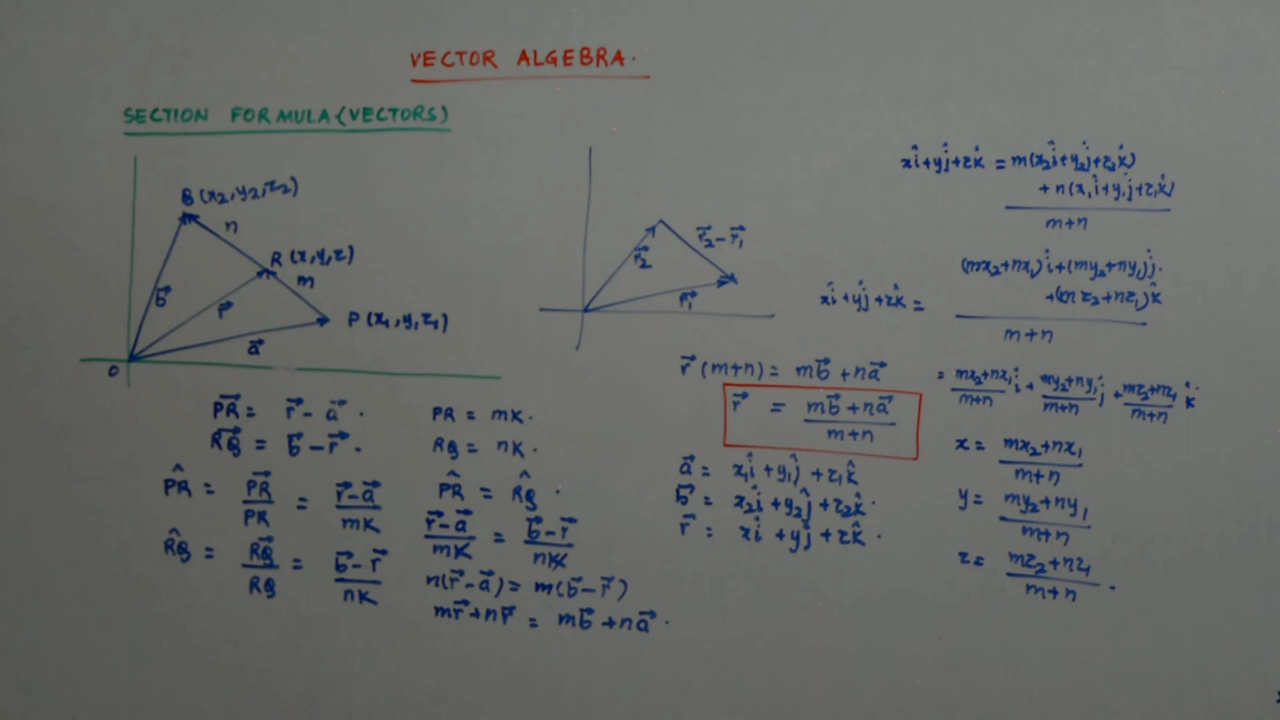 VECTOR ALGEBRA.
SECTION FORMULA (VECTORS)
Q (x₂, y₂, z₂)
n
R (x, y, z)
m
b⃗
r⃗
P (x₁, y₁, z₁)
a⃗
O
r⃗₂ - r⃗₁
r⃗₂
r⃗₁
PR⃗ = r⃗ - a⃗ .
RQ⃗ = b⃗ - r⃗ .
P̂R = PR⃗/PR = (r⃗ - a⃗)/mK
R̂Q = RQ⃗/RQ = (b⃗ - r⃗)/nK
PR = mK .
RQ = nK .
P̂R = R̂Q .
(r⃗ - a⃗)/mK = (b⃗ - r⃗)/nK
n(r⃗ - a⃗) = m(b⃗ - r⃗)
mr⃗ + nr⃗ = mb⃗ + na⃗ .
r⃗ (m+n) = mb⃗ + na⃗
r⃗ = (mb⃗ + na⃗)/(m+n)
a⃗ = x₁î + y₁ĵ + z₁k̂
b⃗ = x₂î + y₂ĵ + z₂k̂ .
r⃗ = xî + yĵ + zk̂ .
xî + yĵ + zk̂ = m(x₂î + y₂ĵ + z₂k̂)
+ n(x₁î + y₁ĵ + z₁k̂)
m+n
(mx₂ + nx₁)î + (my₂ + ny₁)ĵ
+ (mz₂ + nz₁)k̂
xî + yĵ + zk̂ =
m+n
= (mx₂+nx₁)/(m+n) î + (my₂+ny₁)/(m+n) ĵ + (mz₂+nz₁)/(m+n) k̂
x = (mx₂ + nx₁)/(m+n)
y = (my₂ + ny₁)/(m+n)
z = (mz₂ + nz₁)/(m+n) .